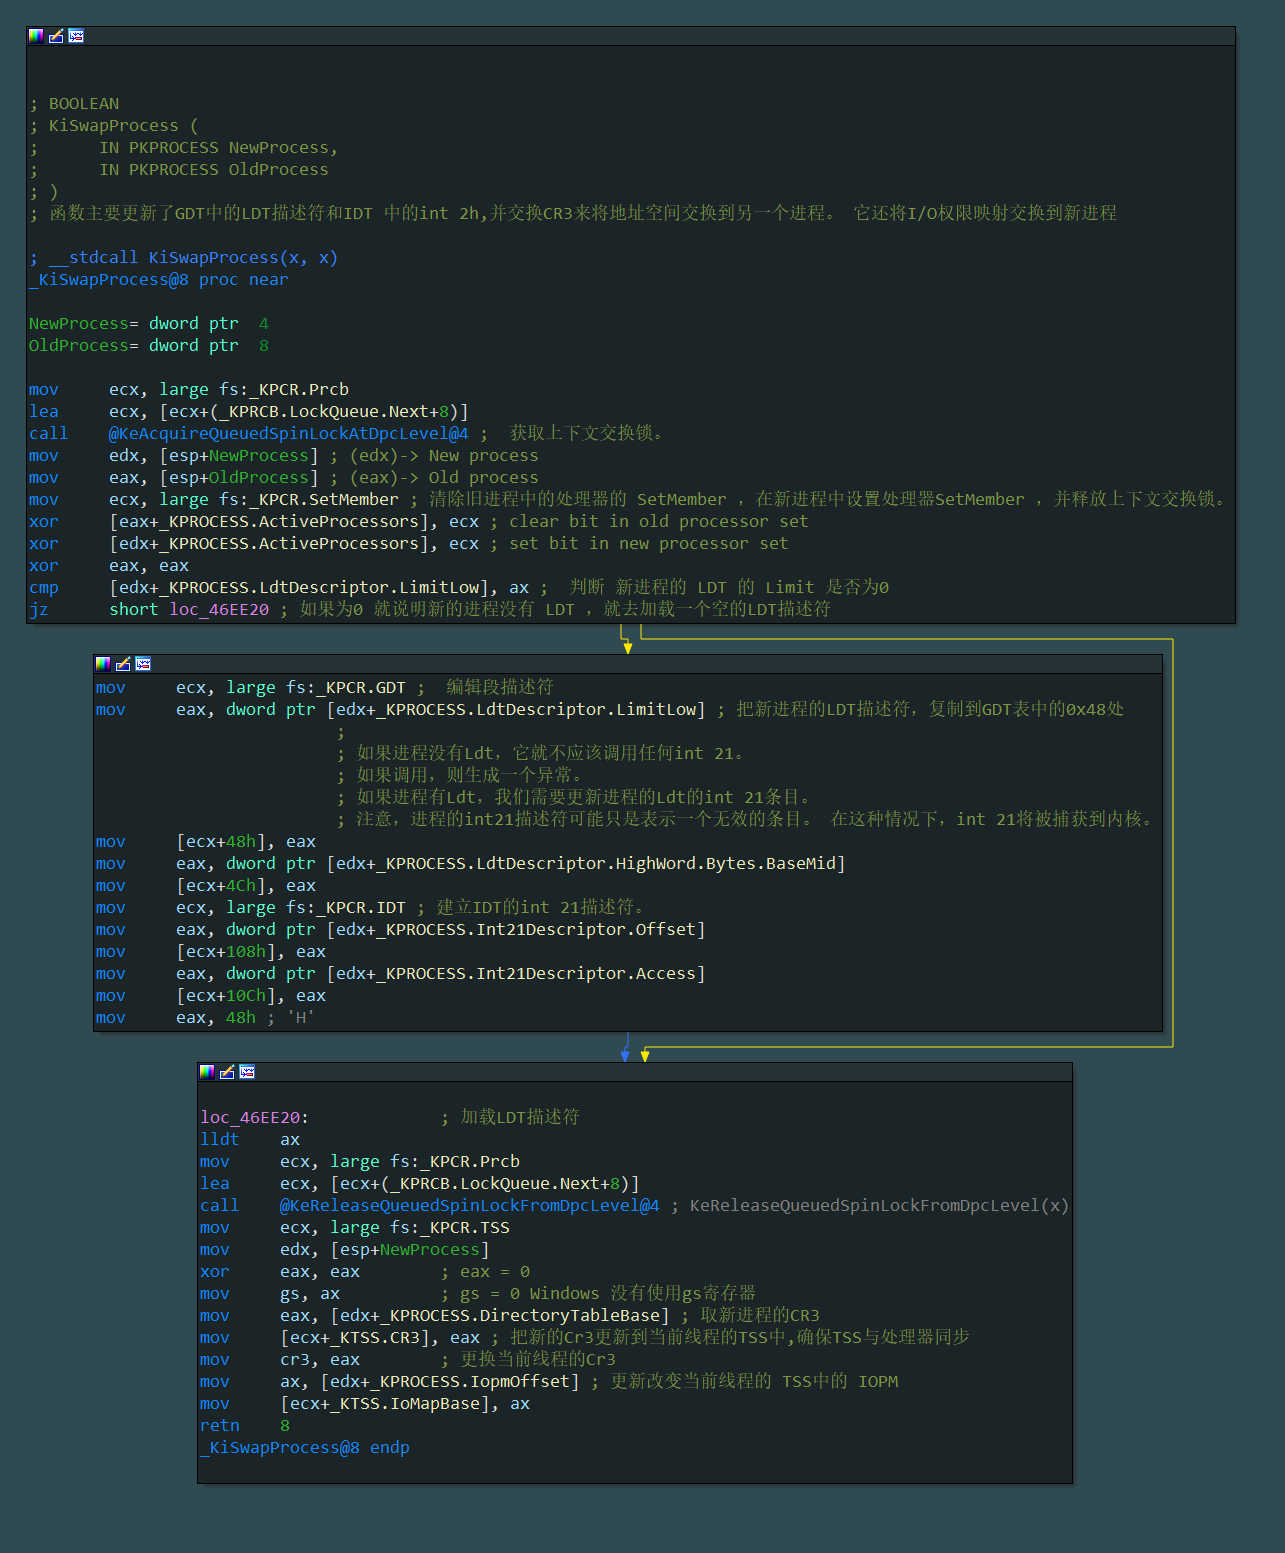 ; BOOLEAN
; KiSwapProcess (
;      IN PKPROCESS NewProcess,
;      IN PKPROCESS OldProcess
; )
; 函数主要更新了GDT中的LDT描述符和IDT 中的int 2h,并交换CR3来将地址空间交换到另一个进程。 它还将I/O权限映射交换到新进程
; __stdcall KiSwapProcess(x, x)
_KiSwapProcess@8 proc near
NewProcess= dword ptr  4
OldProcess= dword ptr  8
mov     ecx, large fs:_KPCR.Prcb
lea     ecx, [ecx+(_KPRCB.LockQueue.Next+8)]
call    @KeAcquireQueuedSpinLockAtDpcLevel@4 ;  获取上下文交换锁。
mov     edx, [esp+NewProcess] ; (edx)-> New process
mov     eax, [esp+OldProcess] ; (eax)-> Old process
mov     ecx, large fs:_KPCR.SetMember ; 清除旧进程中的处理器的 SetMember ，在新进程中设置处理器SetMember ，并释放上下文交换锁。
xor     [eax+_KPROCESS.ActiveProcessors], ecx ; clear bit in old processor set
xor     [edx+_KPROCESS.ActiveProcessors], ecx ; set bit in new processor set
xor     eax, eax
cmp     [edx+_KPROCESS.LdtDescriptor.LimitLow], ax ;  判断 新进程的 LDT 的 Limit 是否为0
jz      short loc_46EE20 ; 如果为0 就说明新的进程没有 LDT ，就去加载一个空的LDT描述符
mov     ecx, large fs:_KPCR.GDT ;  编辑段描述符
mov     eax, dword ptr [edx+_KPROCESS.LdtDescriptor.LimitLow] ; 把新进程的LDT描述符，复制到GDT表中的0x48处
;
; 如果进程没有Ldt，它就不应该调用任何int 21。
; 如果调用，则生成一个异常。
; 如果进程有Ldt，我们需要更新进程的Ldt的int 21条目。
; 注意，进程的int21描述符可能只是表示一个无效的条目。 在这种情况下，int 21将被捕获到内核。
mov     [ecx+48h], eax
mov     eax, dword ptr [edx+_KPROCESS.LdtDescriptor.HighWord.Bytes.BaseMid]
mov     [ecx+4Ch], eax
mov     ecx, large fs:_KPCR.IDT ; 建立IDT的int 21描述符。
mov     eax, dword ptr [edx+_KPROCESS.Int21Descriptor.Offset]
mov     [ecx+108h], eax
mov     eax, dword ptr [edx+_KPROCESS.Int21Descriptor.Access]
mov     [ecx+10Ch], eax
mov     eax, 48h ; 'H'
loc_46EE20:             ; 加载LDT描述符
lldt    ax
mov     ecx, large fs:_KPCR.Prcb
lea     ecx, [ecx+(_KPRCB.LockQueue.Next+8)]
call    @KeReleaseQueuedSpinLockFromDpcLevel@4 ; KeReleaseQueuedSpinLockFromDpcLevel(x)
mov     ecx, large fs:_KPCR.TSS
mov     edx, [esp+NewProcess]
xor     eax, eax        ; eax = 0
mov     gs, ax          ; gs = 0 Windows 没有使用gs寄存器
mov     eax, [edx+_KPROCESS.DirectoryTableBase] ; 取新进程的CR3
mov     [ecx+_KTSS.CR3], eax ; 把新的Cr3更新到当前线程的TSS中,确保TSS与处理器同步
mov     cr3, eax        ; 更换当前线程的Cr3
mov     ax, [edx+_KPROCESS.IopmOffset] ; 更新改变当前线程的 TSS中的 IOPM
mov     [ecx+_KTSS.IoMapBase], ax
retn    8
_KiSwapProcess@8 endp